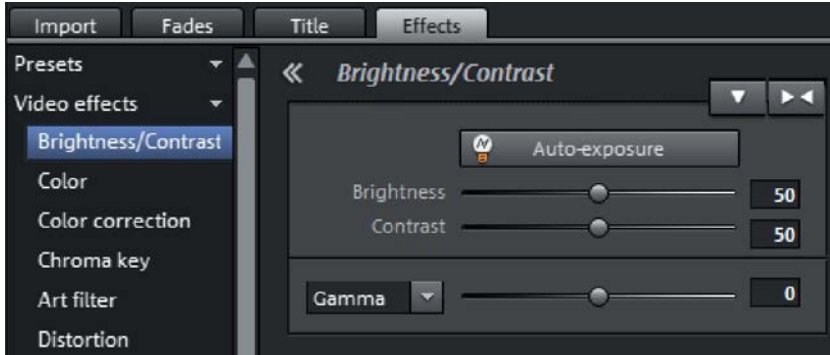 Import Fades Title Effects
Presets
Video effects
Brightness/Contrast
Color
Color correction
Chroma key
Art filter
Distortion
Brightness/Contrast
Auto-exposure
Brightness 50
Contrast 50
Gamma 0